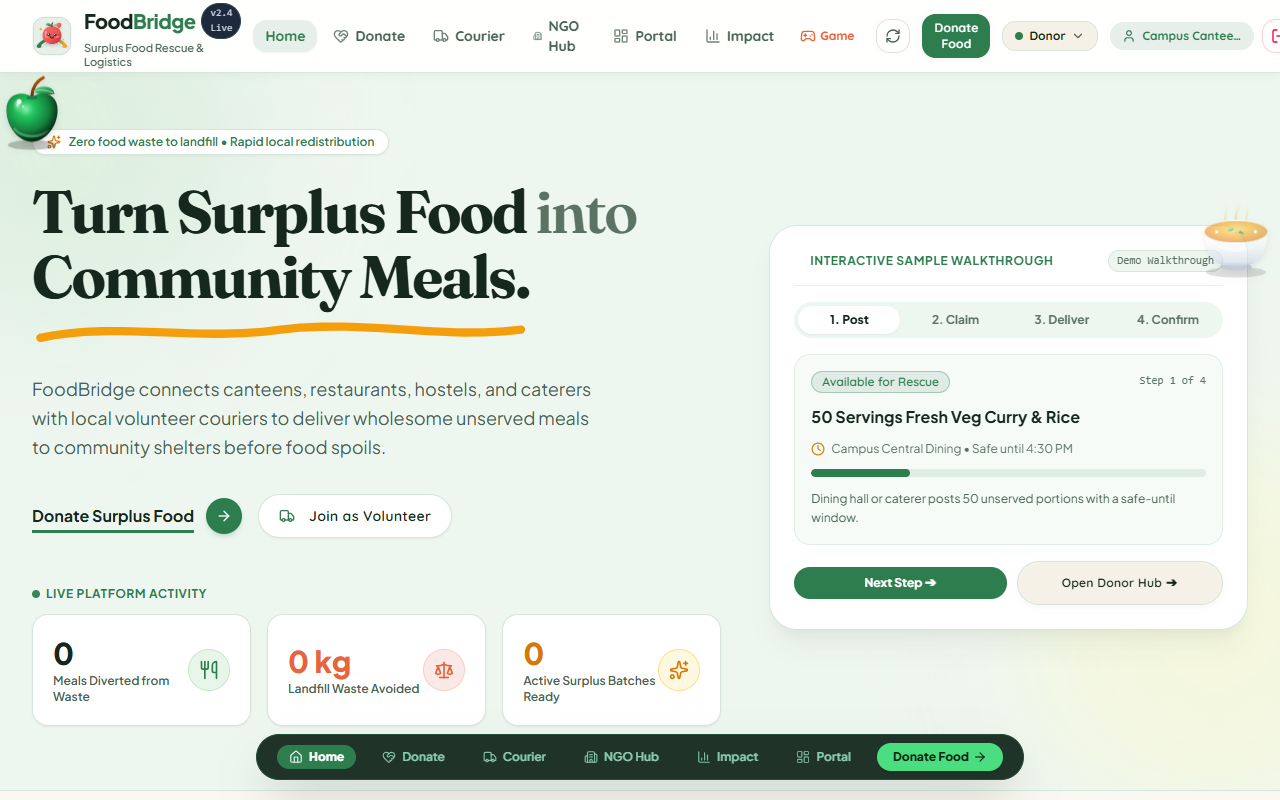 FoodBridge
v2.4
Live
Surplus Food Rescue &
Logistics
Home
Donate
Courier
NGO
Hub
Portal
Impact
Game
Donate
Food
Donor
Campus Cantee…
Zero food waste to landfill • Rapid local redistribution
Turn Surplus Food into
Community Meals.
FoodBridge connects canteens, restaurants, hostels, and caterers
with local volunteer couriers to deliver wholesome unserved meals
to community shelters before food spoils.
Donate Surplus Food →
Join as Volunteer
LIVE PLATFORM ACTIVITY
0
Meals Diverted from
Waste
0 kg
Landfill Waste Avoided
0
Active Surplus Batches
Ready
INTERACTIVE SAMPLE WALKTHROUGH
Demo Walkthrough
1. Post
2. Claim
3. Deliver
4. Confirm
Available for Rescue
Step 1 of 4
50 Servings Fresh Veg Curry & Rice
Campus Central Dining • Safe until 4:30 PM
Dining hall or caterer posts 50 unserved portions with a safe-until
window.
Next Step ➔
Open Donor Hub ➔
Home
Donate
Courier
NGO Hub
Impact
Portal
Donate Food →